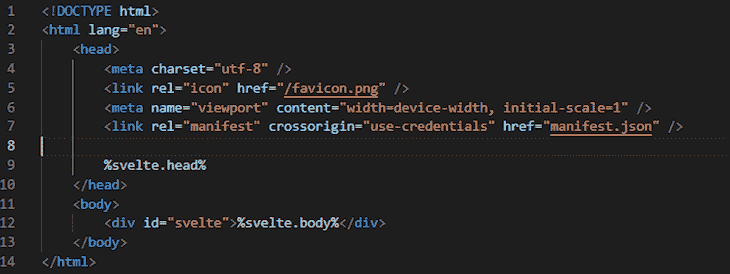 1 <!DOCTYPE html>
2 <html lang="en">
3 <head>
4 <meta charset="utf-8" />
5 <link rel="icon" href="/favicon.png" />
6 <meta name="viewport" content="width=device-width, initial-scale=1" />
7 <link rel="manifest" crossorigin="use-credentials" href="manifest.json" />
8
9 %svelte.head%
10 </head>
11 <body>
12 <div id="svelte">%svelte.body%</div>
13 </body>
14 </html>